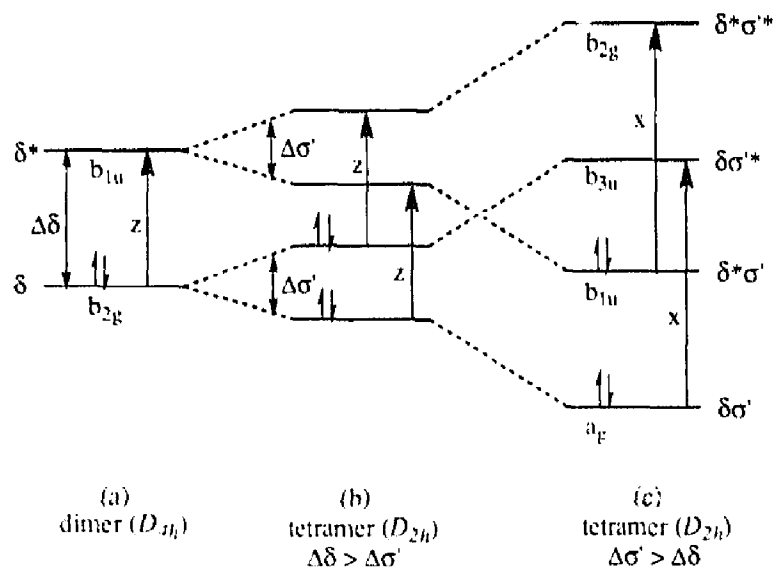 δ*
b₁ᵤ
Δδ
z
δ
b₂g
Δσ'
z
Δσ'
z
b₂g
δ*σ'*
x
b₃ᵤ
δσ'*
b₁ᵤ
δ*σ'
x
a_g
δσ'
(a)
dimer (D₄ₕ)
(b)
tetramer (D₂ₕ)
Δδ > Δσ'
(c)
tetramer (D₂ₕ)
Δσ' > Δδ